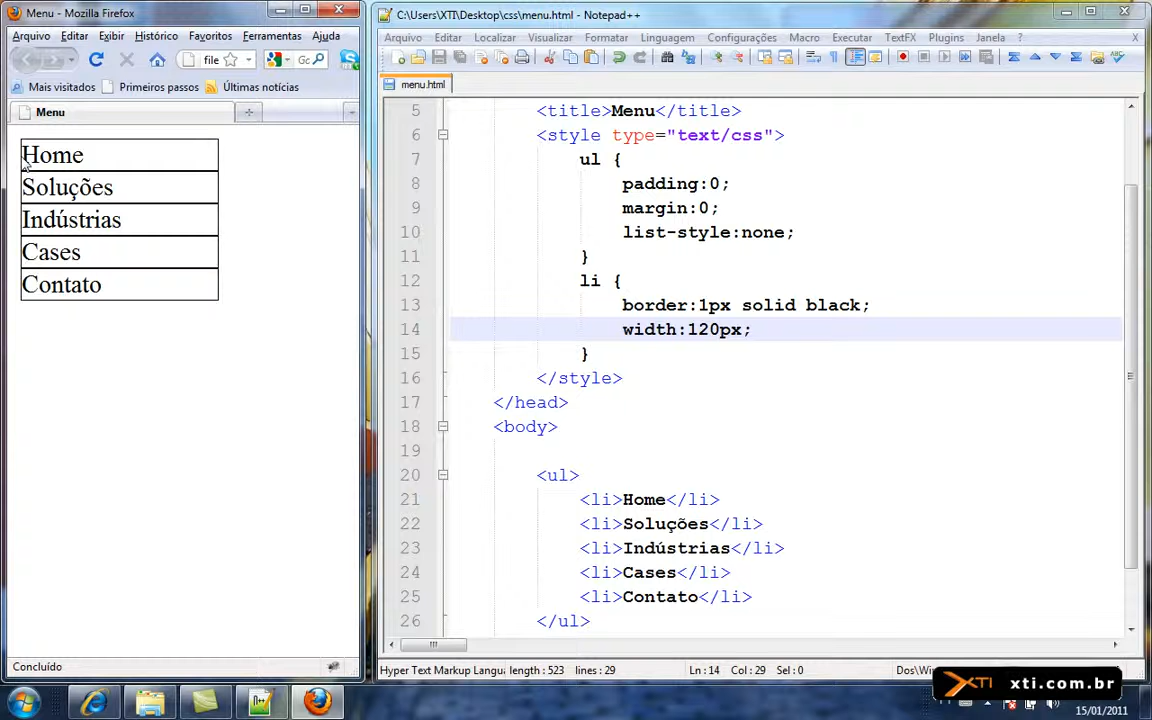 Menu - Mozilla Firefox
Arquivo Editar Exibir Histórico Ferramentas Favoritos Ajuda
file
Mais visitados Primeiros passos Últimas notícias
Menu
Home
Soluções
Indústrias
Cases
Contato
Concluído
C:\Users\XTI\Desktop\css\menu.html - Notepad++
Arquivo Editar Localizar Visualizar Formatar Linguagem Configurações Macro Executar TextFX Plugins Janela ? X
menu.html
5 <title>Menu</title>
6 <style type="text/css">
7 ul {
8 padding:0;
9 margin:0;
10 list-style:none;
11 }
12 li {
13 border:1px solid black;
14 width:120px;
15 }
16 </style>
17 </head>
18 <body>
19
20 <ul>
21 <li>Home</li>
22 <li>Soluções</li>
23 <li>Indústrias</li>
24 <li>Cases</li>
25 <li>Contato</li>
26 </ul>
Hyper Text Markup Langu length : 523 lines : 29 Ln : 14 Col : 29 Sel : 0 Dos\Win
XTI xti.com.br
15/01/2011